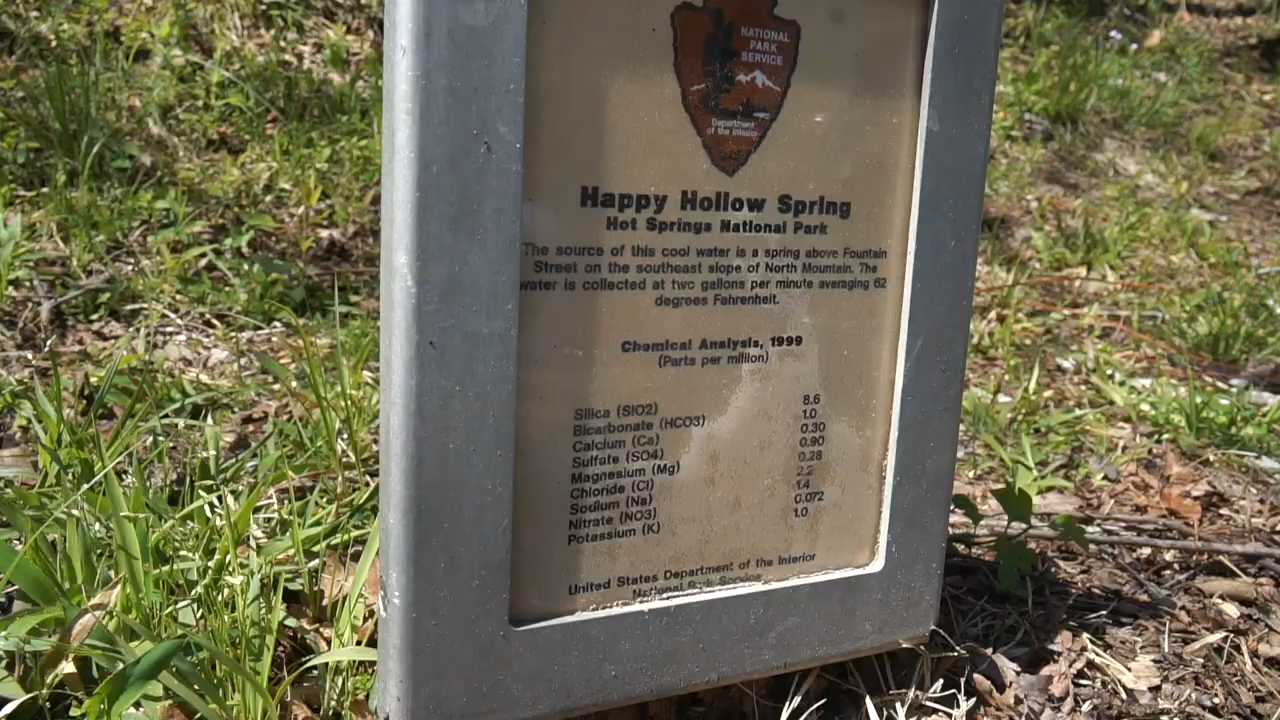 NATIONAL
PARK
SERVICE
Department
of the Interior
Happy Hollow Spring
Hot Springs National Park
The source of this cool water is a spring above Fountain
Street on the southeast slope of North Mountain. The
water is collected at two gallons per minute averaging 62
degrees Fahrenheit.
Chemical Analysis, 1999
(Parts per million)
Silica (SIO2) 8.6
Bicarbonate (HCO3) 1.0
Calcium (Ca) 0.30
Sulfate (SO4) 0.90
Magnesium (Mg) 0.28
Chloride (Cl) 2.2
Sodium (Na) 1.4
Nitrate (NO3) 0.072
Potassium (K) 1.0
United States Department of the Interior
National Park Service